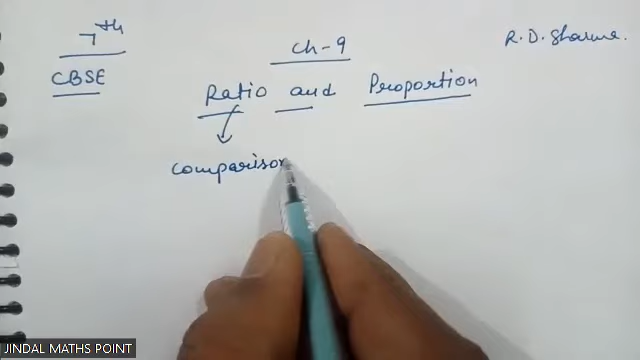 7th
CBSE
Ch-9
R.D. Sharma.
Ratio and Proportion
comparison
JINDAL MATHS POINT